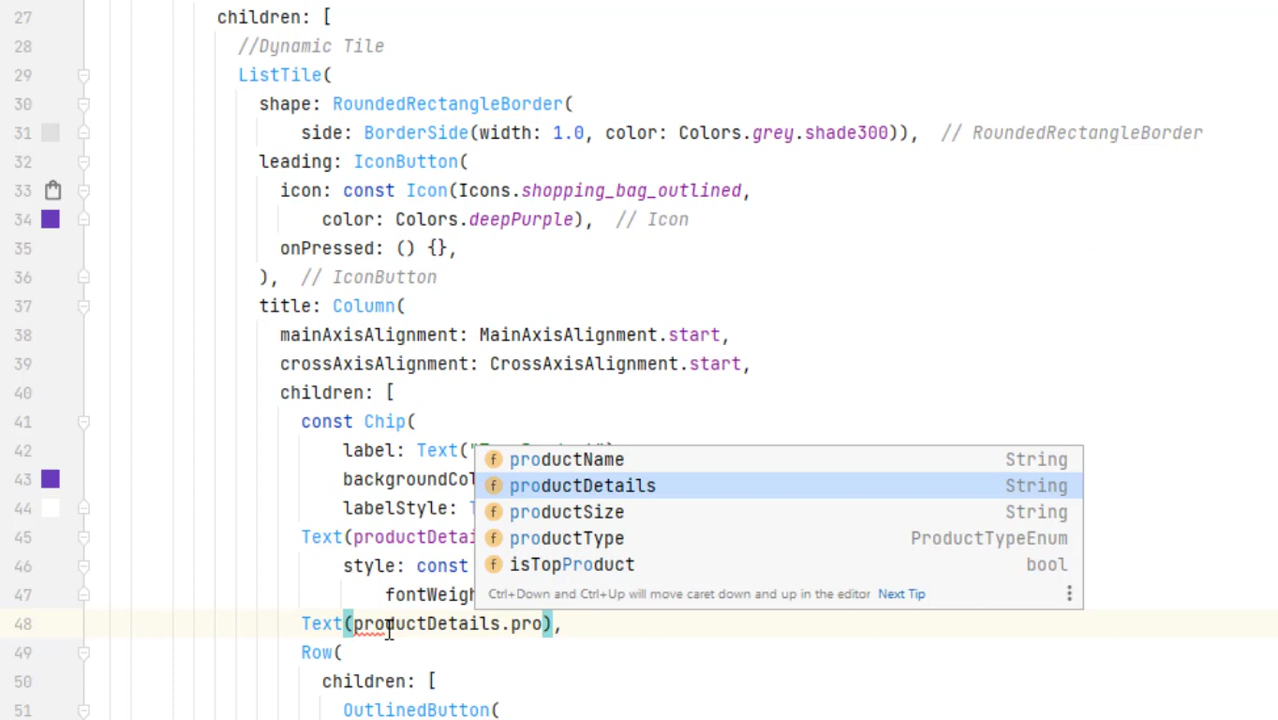 27 children: [
28 //Dynamic Tile
29 ListTile(
30 shape: RoundedRectangleBorder(
31 side: BorderSide(width: 1.0, color: Colors.grey.shade300)), // RoundedRectangleBorder
32 leading: IconButton(
33 icon: const Icon(Icons.shopping_bag_outlined,
34 color: Colors.deepPurple), // Icon
35 onPressed: () {},
36 ), // IconButton
37 title: Column(
38 mainAxisAlignment: MainAxisAlignment.start,
39 crossAxisAlignment: CrossAxisAlignment.start,
40 children: [
41 const Chip(
42 label: Text(
43 backgroundCol
44 labelStyle:
45 Text(productDetai
46 style: const
47 fontWeigh
productName String
productDetails String
productSize String
productType ProductTypeEnum
isTopProduct bool
Ctrl+Down and Ctrl+Up will move caret down and up in the editor Next Tip
48 Text(productDetails.pro),
49 Row(
50 children: [
51 OutlinedButton(